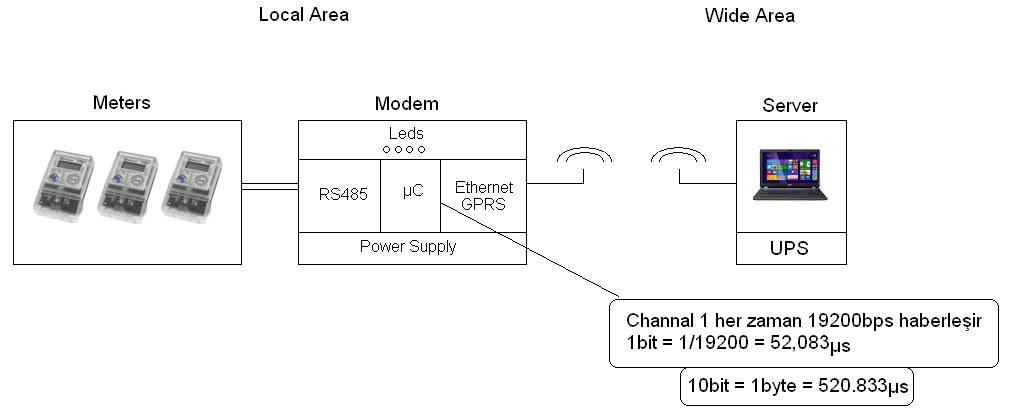 Local Area
Wide Area
Meters
Modem
Server
Leds
RS485
µC
Ethernet
GPRS
Power Supply
UPS
Channal 1 her zaman 19200bps haberleşir
1bit = 1/19200 = 52,083µs
10bit = 1byte = 520.833µs